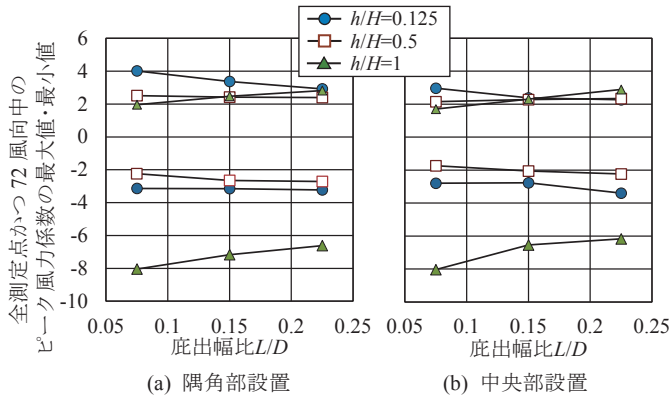 h/H=0.125
h/H=0.5
h/H=1
全測定点かつ 72 風向中の
ピーク風力係数の最大値・最小値
6
4
2
0
-2
-4
-6
-8
-10
0.05 0.1 0.15 0.2 0.25
0.05 0.1 0.15 0.2 0.25
庇出幅比L/D
庇出幅比L/D
(a) 隅角部設置
(b) 中央部設置